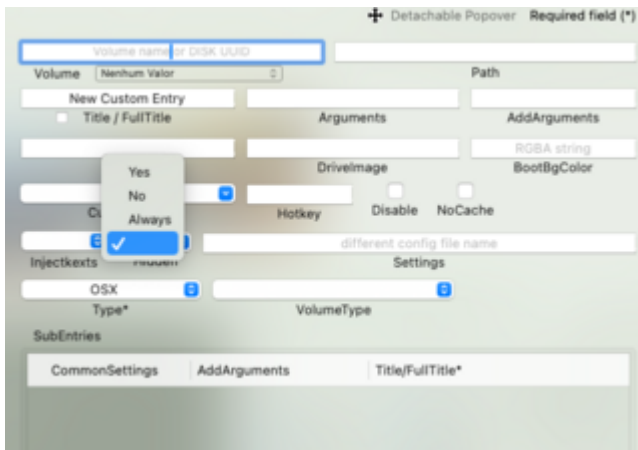 Detachable Popover Required field (*)
Volume name or DISK UUID
Volume Nenhum Valor Path
New Custom Entry
Title / FullTitle Arguments AddArguments
RGBA string
Yes DriveImage BootBgColor
No
Hotkey Disable NoCache
Always
different config file name
Injectkexts Hidden Settings
OSX
Type* VolumeType
SubEntries
CommonSettings AddArguments Title/FullTitle*